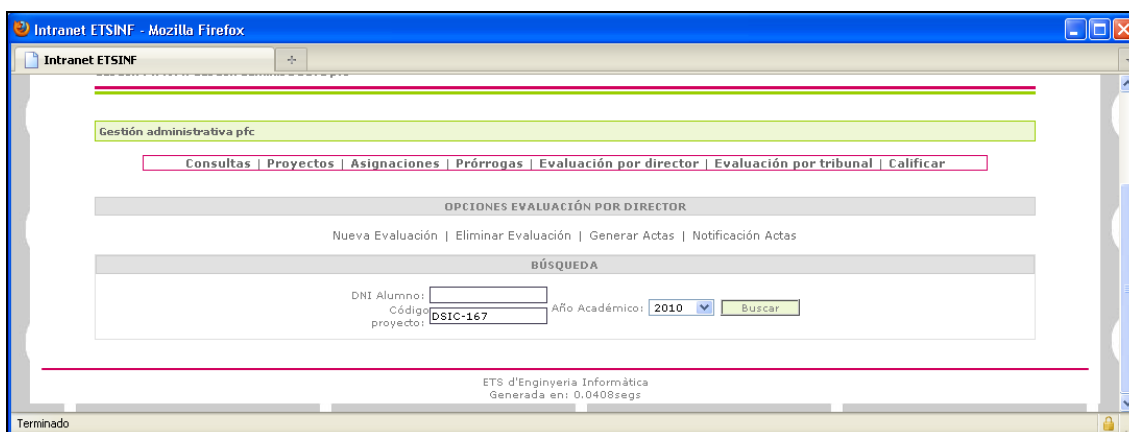 Intranet ETSINF - Mozilla Firefox
Intranet ETSINF
Gestión administrativa pfc
Consultas | Proyectos | Asignaciones | Prórrogas | Evaluación por director | Evaluación por tribunal | Calificar
OPCIONES EVALUACIÓN POR DIRECTOR
Nueva Evaluación | Eliminar Evaluación | Generar Actas | Notificación Actas
BÚSQUEDA
DNI Alumno:
Código proyecto: DSIC-167 Año Académico: 2010 Buscar
ETS d'Enginyeria Informàtica
Generada en: 0.0408segs
Terminado